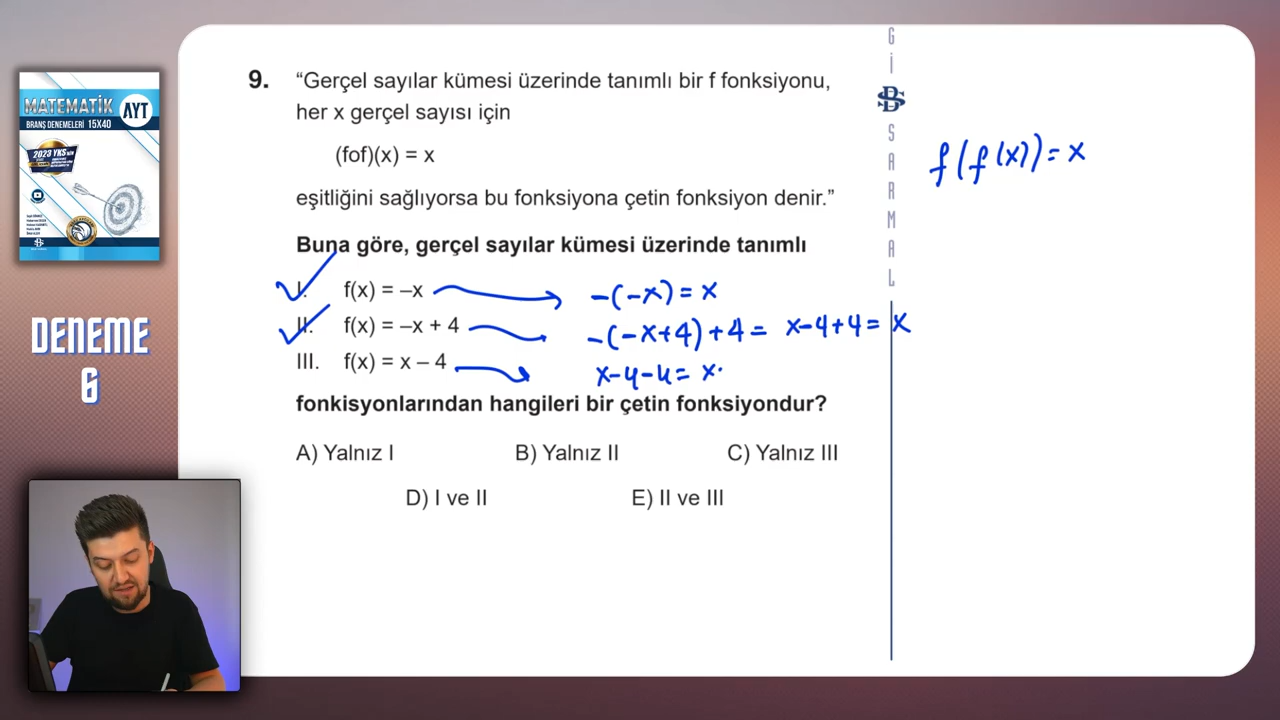 MATEMATİK AYT
BRANŞ DENEMELERİ 15X40
2023 YKS'NİN
DENEME
6
9. “Gerçel sayılar kümesi üzerinde tanımlı bir f fonksiyonu,
her x gerçel sayısı için
(fof)(x) = x
eşitliğini sağlıyorsa bu fonksiyona çetin fonksiyon denir.”
Buna göre, gerçel sayılar kümesi üzerinde tanımlı
I. f(x) = –x -(-x) = x
II. f(x) = –x + 4 -(-x+4)+4 = x-4+4 = x
III. f(x) = x – 4 x-4-4 = x
fonkisyonlarından hangileri bir çetin fonksiyondur?
A) Yalnız I B) Yalnız II C) Yalnız III
D) I ve II E) II ve III
G İ S A R M A L
f(f(x)) = x